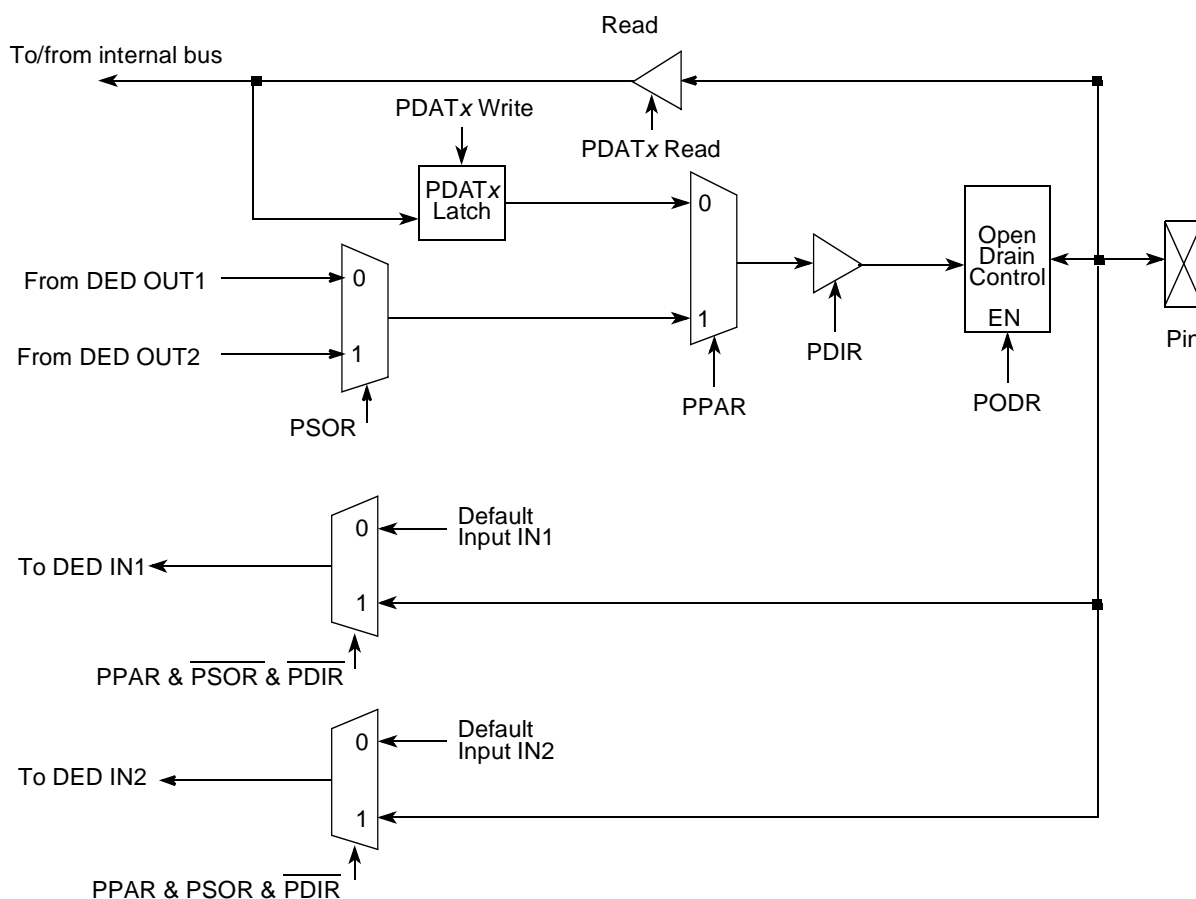 Read
To/from internal bus
PDATx Write
PDATx Read
PDATx
Latch
0
From DED OUT1
0
From DED OUT2
1
1
PSOR
PPAR
PDIR
Open
Drain
Control
EN
PODR
Pin
Default
Input IN1
0
To DED IN1
1
PPAR & PSOR & PDIR
Default
Input IN2
0
To DED IN2
1
PPAR & PSOR & PDIR